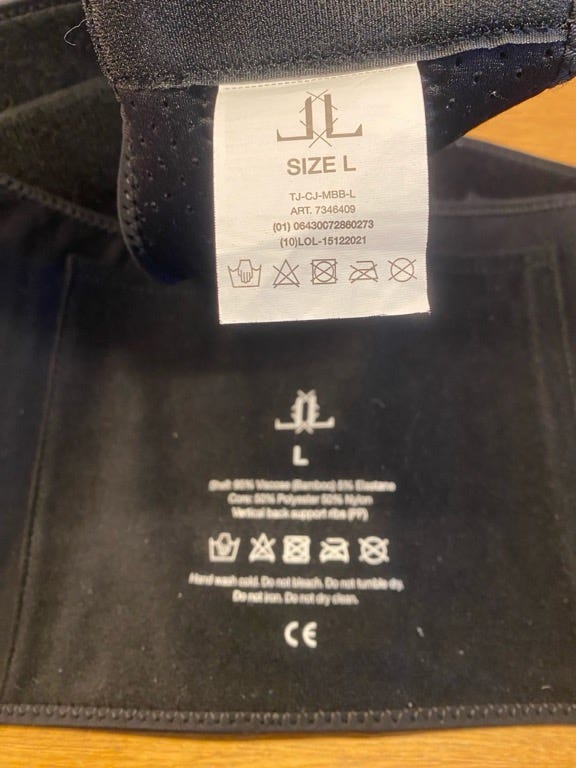 SIZE L
TJ-CJ-MBB-L
ART. 7346409
(01) 06430072860273
(10)LOL-15122021
L
Shell: 95% Viscose (Bamboo) 5% Elastane
Core: 50% Polyester 50% Nylon
Vertical back support ribs (PP)
Hand wash cold. Do not bleach. Do not tumble dry.
Do not iron. Do not dry clean.
CE